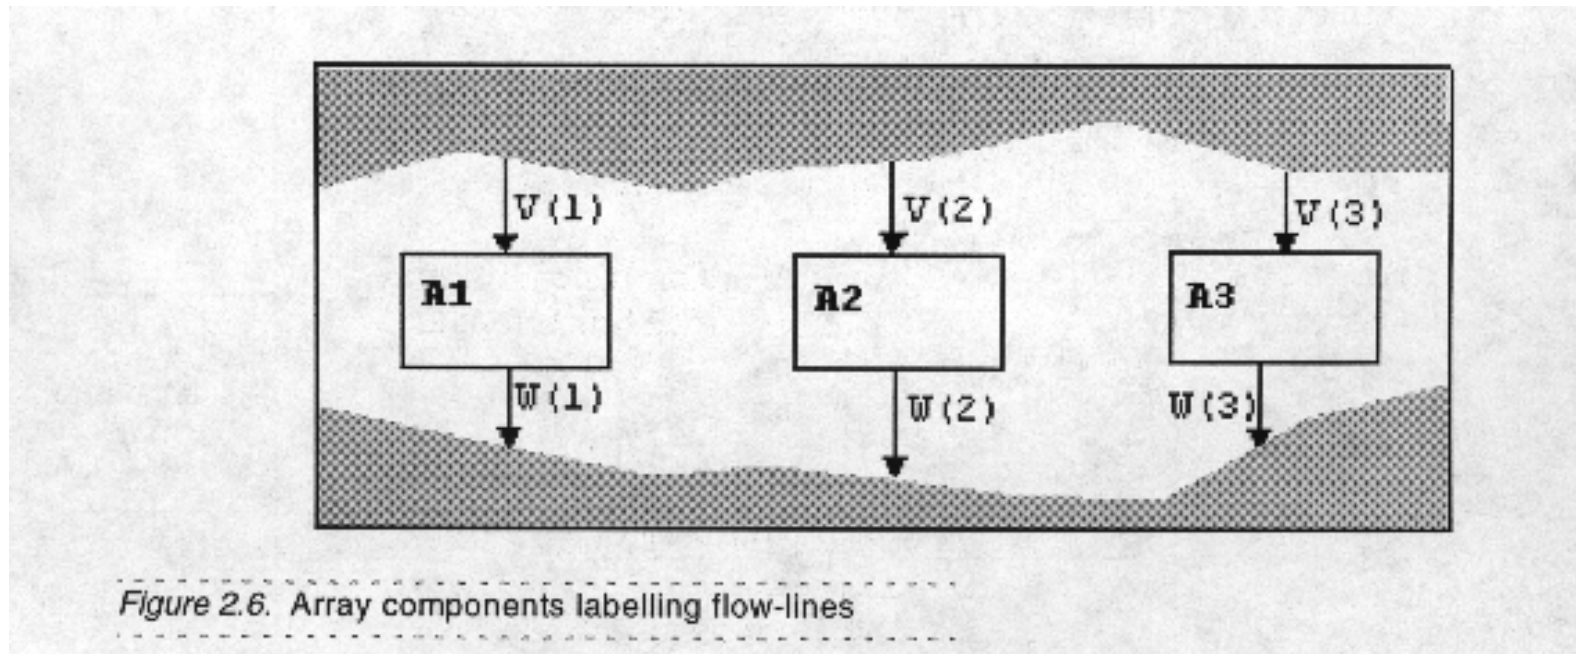 V(1) V(2) V(3)
A1 A2 A3
W(1) W(2) W(3)
Figure 2.6. Array components labelling flow-lines